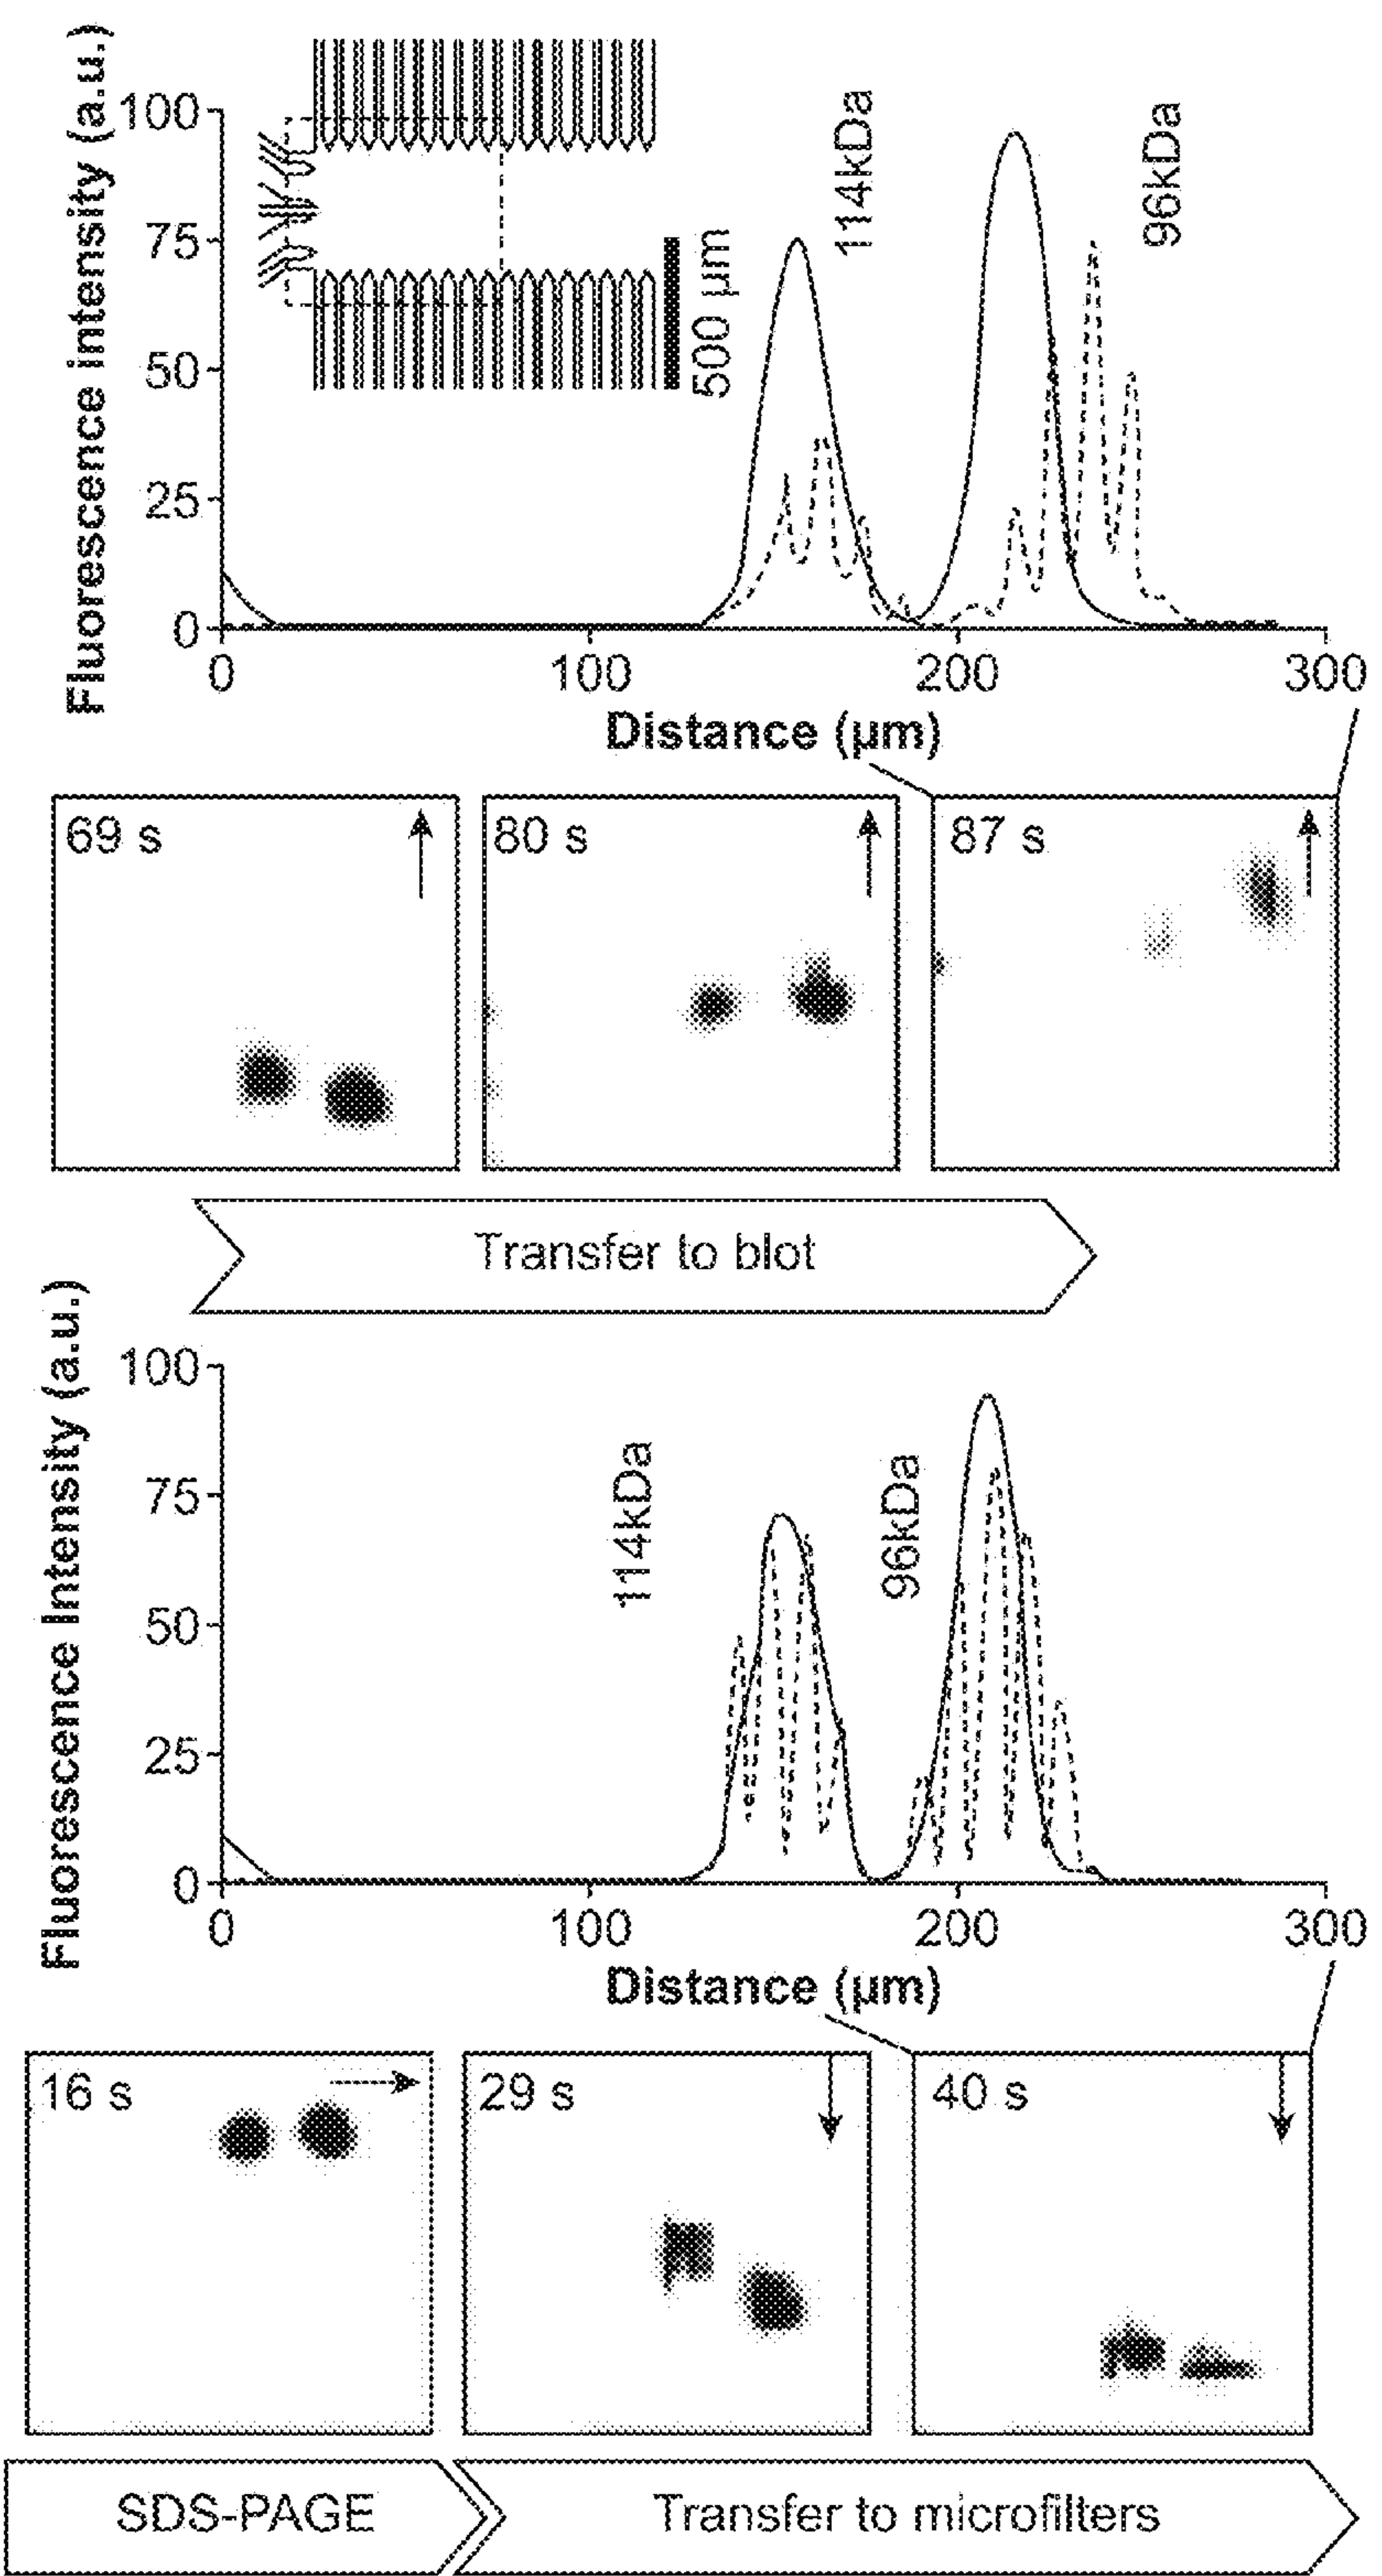 Fluorescence intensity (a.u.)
100
75
50
25
0
0
100
200
300
Distance (µm)
500 µm
114kDa
96kDa
69 s
80 s
87 s
Transfer to blot
Fluorescence Intensity (a.u.)
100
75
50
25
0
0
100
200
300
Distance (µm)
114kDa
96kDa
16 s
29 s
40 s
SDS-PAGE
Transfer to microfilters